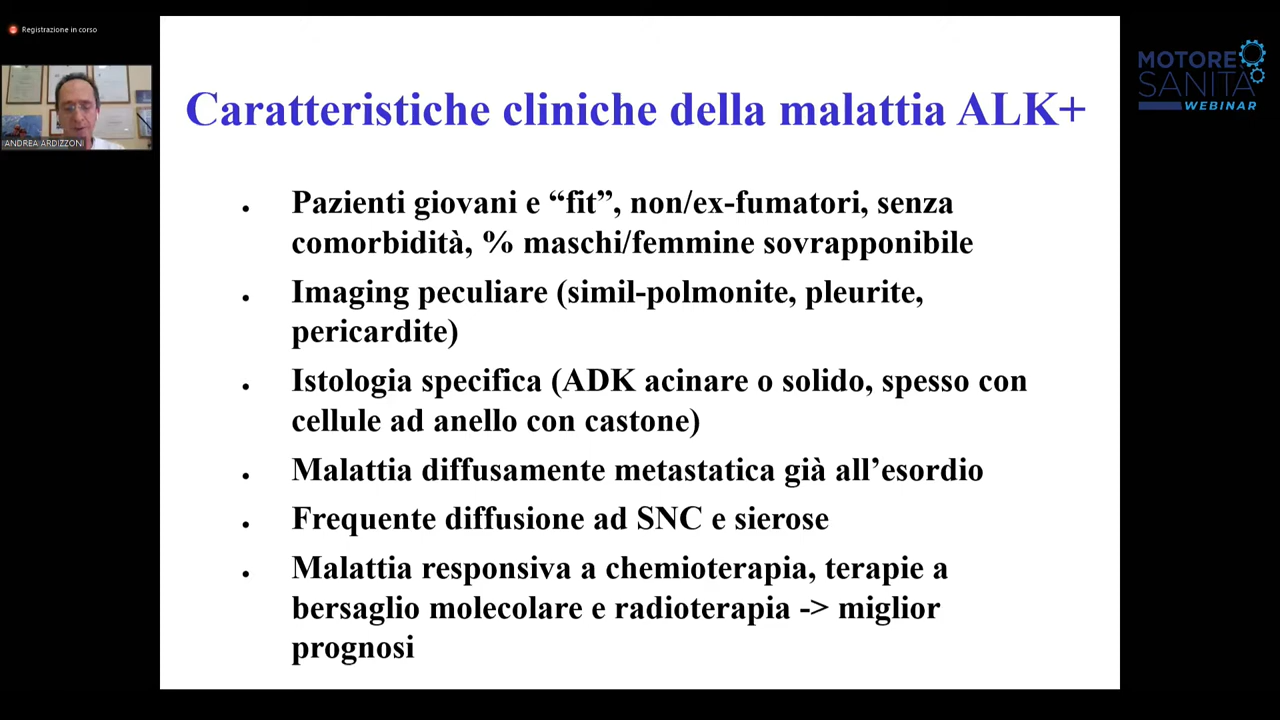 Registrazione in corso
ANDREA ARDIZZONI
MOTORE
SANITA'
WEBINAR
Caratteristiche cliniche della malattia ALK+
• Pazienti giovani e “fit”, non/ex-fumatori, senza
comorbidità, % maschi/femmine sovrapponibile
• Imaging peculiare (simil-polmonite, pleurite,
pericardite)
• Istologia specifica (ADK acinare o solido, spesso con
cellule ad anello con castone)
• Malattia diffusamente metastatica già all’esordio
• Frequente diffusione ad SNC e sierose
• Malattia responsiva a chemioterapia, terapie a
bersaglio molecolare e radioterapia -> miglior
prognosi